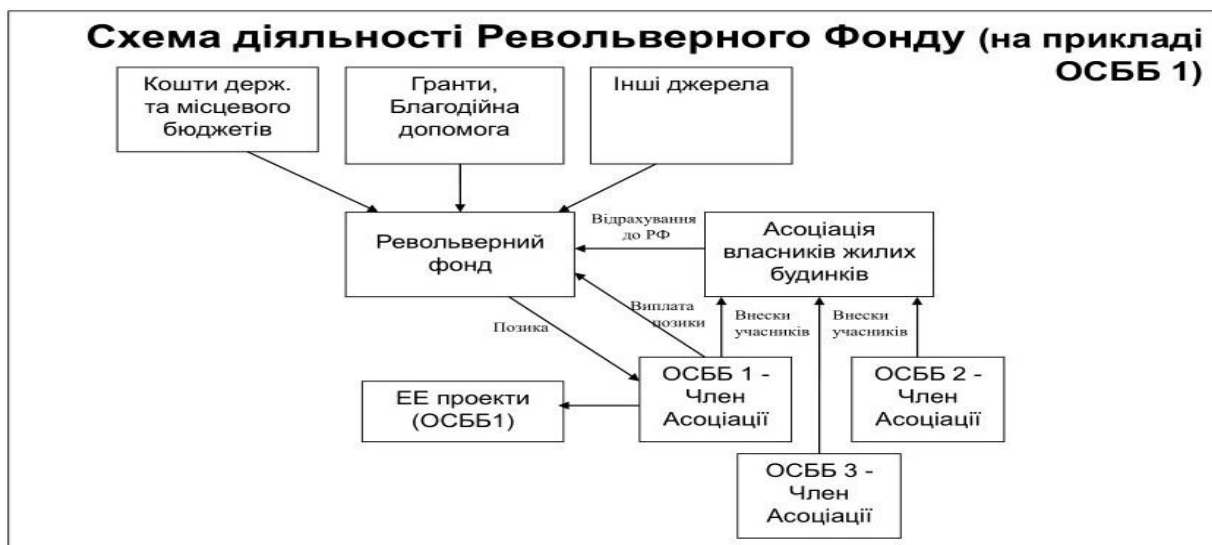 Схема діяльності Револьверного Фонду (на прикладі
ОСББ 1)
Кошти держ.
та місцевого
бюджетів
Гранти,
Благодійна
допомога
Інші джерела
Револьверний
фонд
Відрахування
до РФ
Асоціація
власників жилих
будинків
Позика
Виплата
позики
Внески
учасників
Внески
учасників
ЕЕ проекти
(ОСББ1)
ОСББ 1 -
Член
Асоціації
ОСББ 2 -
Член
Асоціації
ОСББ 3 -
Член
Асоціації